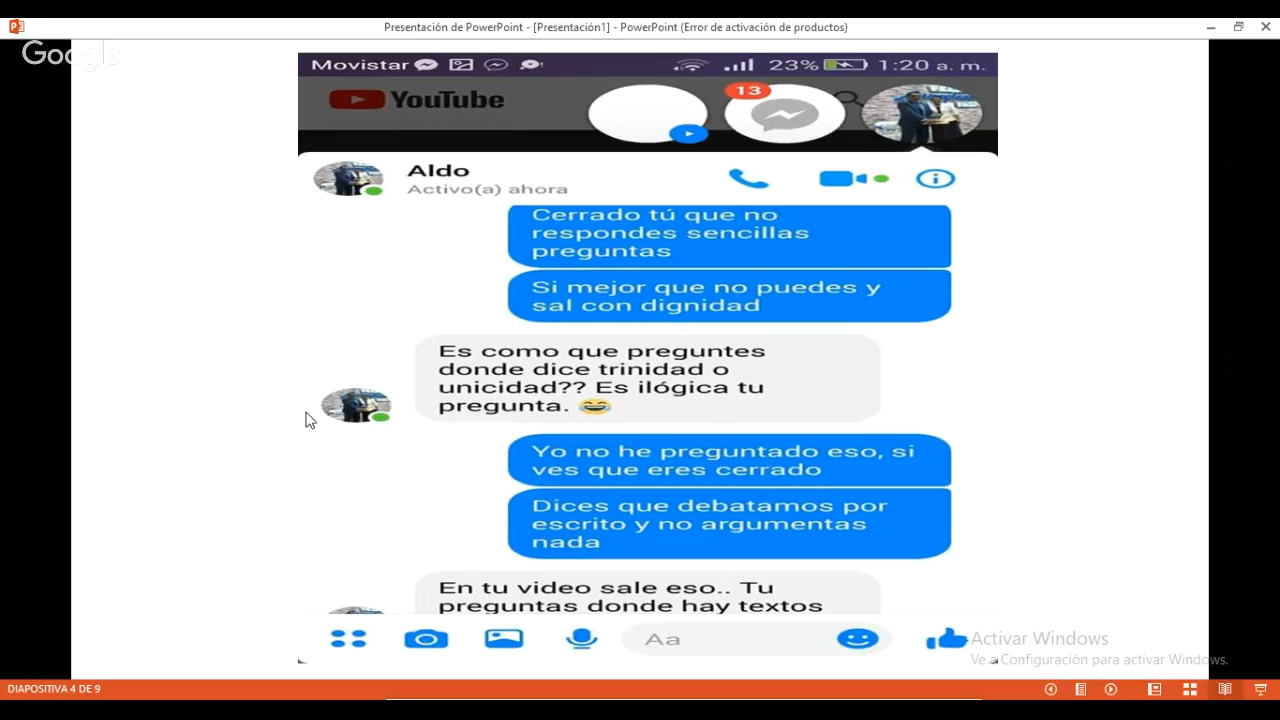 Presentación de PowerPoint - [Presentación1] - PowerPoint (Error de activación de productos)
Google
Movistar 23% 1:20 a. m.
YouTube
13
Aldo
Activo(a) ahora
Cerrado tú que no
respondes sencillas
preguntas
Si mejor que no puedes y
sal con dignidad
Es como que preguntes
donde dice trinidad o
unicidad?? Es ilógica tu
pregunta. 😂
Yo no he preguntado eso, si
ves que eres cerrado
Dices que debatamos por
escrito y no argumentas
nada
En tu video sale eso.. Tu
preguntas donde hay textos
Aa
Activar Windows
Ve a Configuración para activar Windows.
DIAPOSITIVA 4 DE 9